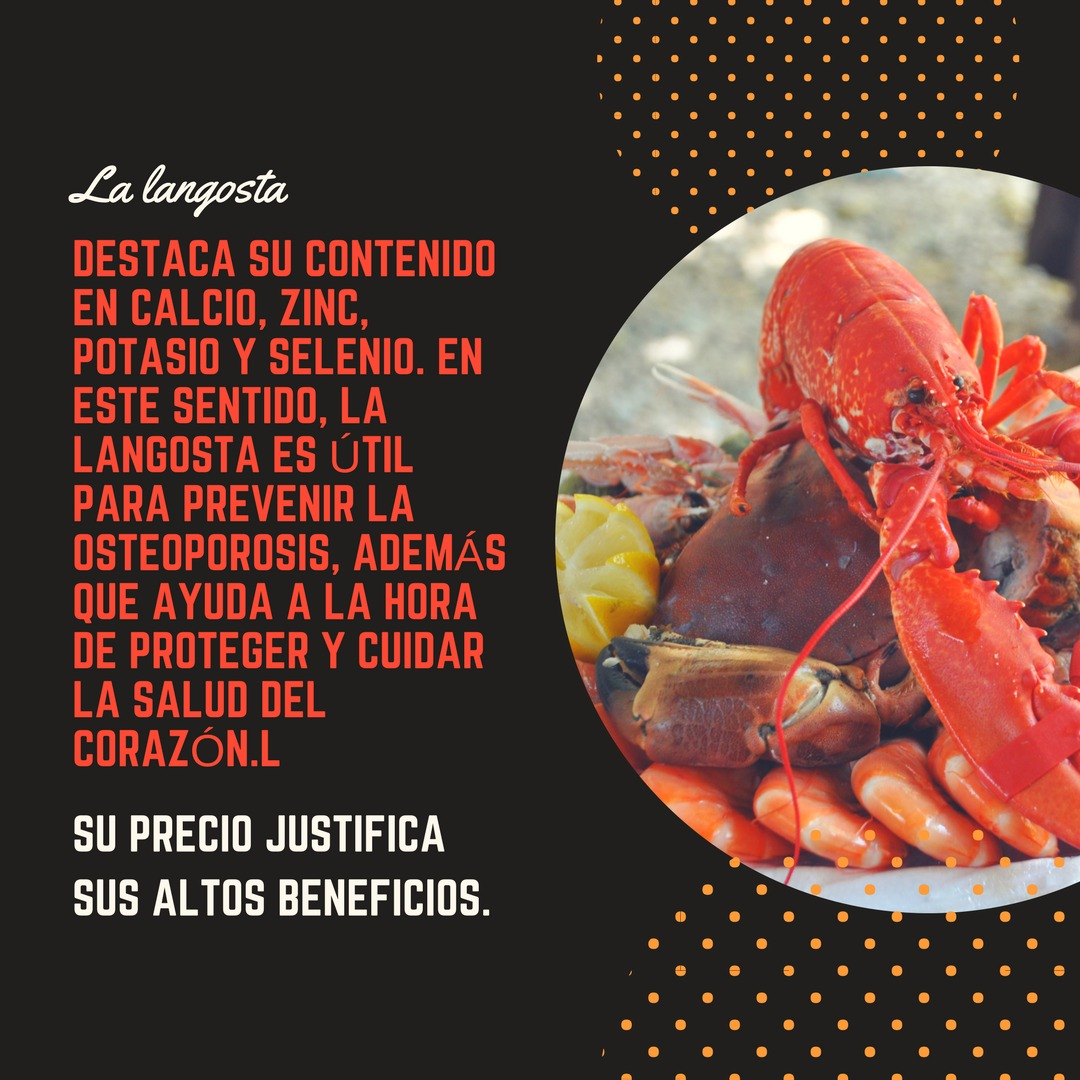 La langosta
DESTACA SU CONTENIDO
EN CALCIO, ZINC,
POTASIO Y SELENIO. EN
ESTE SENTIDO, LA
LANGOSTA ES ÚTIL
PARA PREVENIR LA
OSTEOPOROSIS, ADEMÁS
QUE AYUDA A LA HORA
DE PROTEGER Y CUIDAR
LA SALUD DEL
CORAZÓN.L
SU PRECIO JUSTIFICA
SUS ALTOS BENEFICIOS.